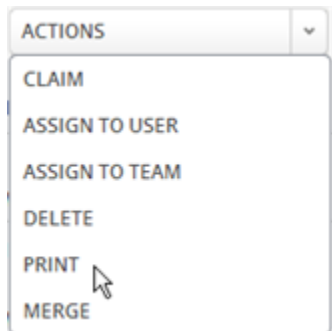 ACTIONS
CLAIM
ASSIGN TO USER
ASSIGN TO TEAM
DELETE
PRINT
MERGE